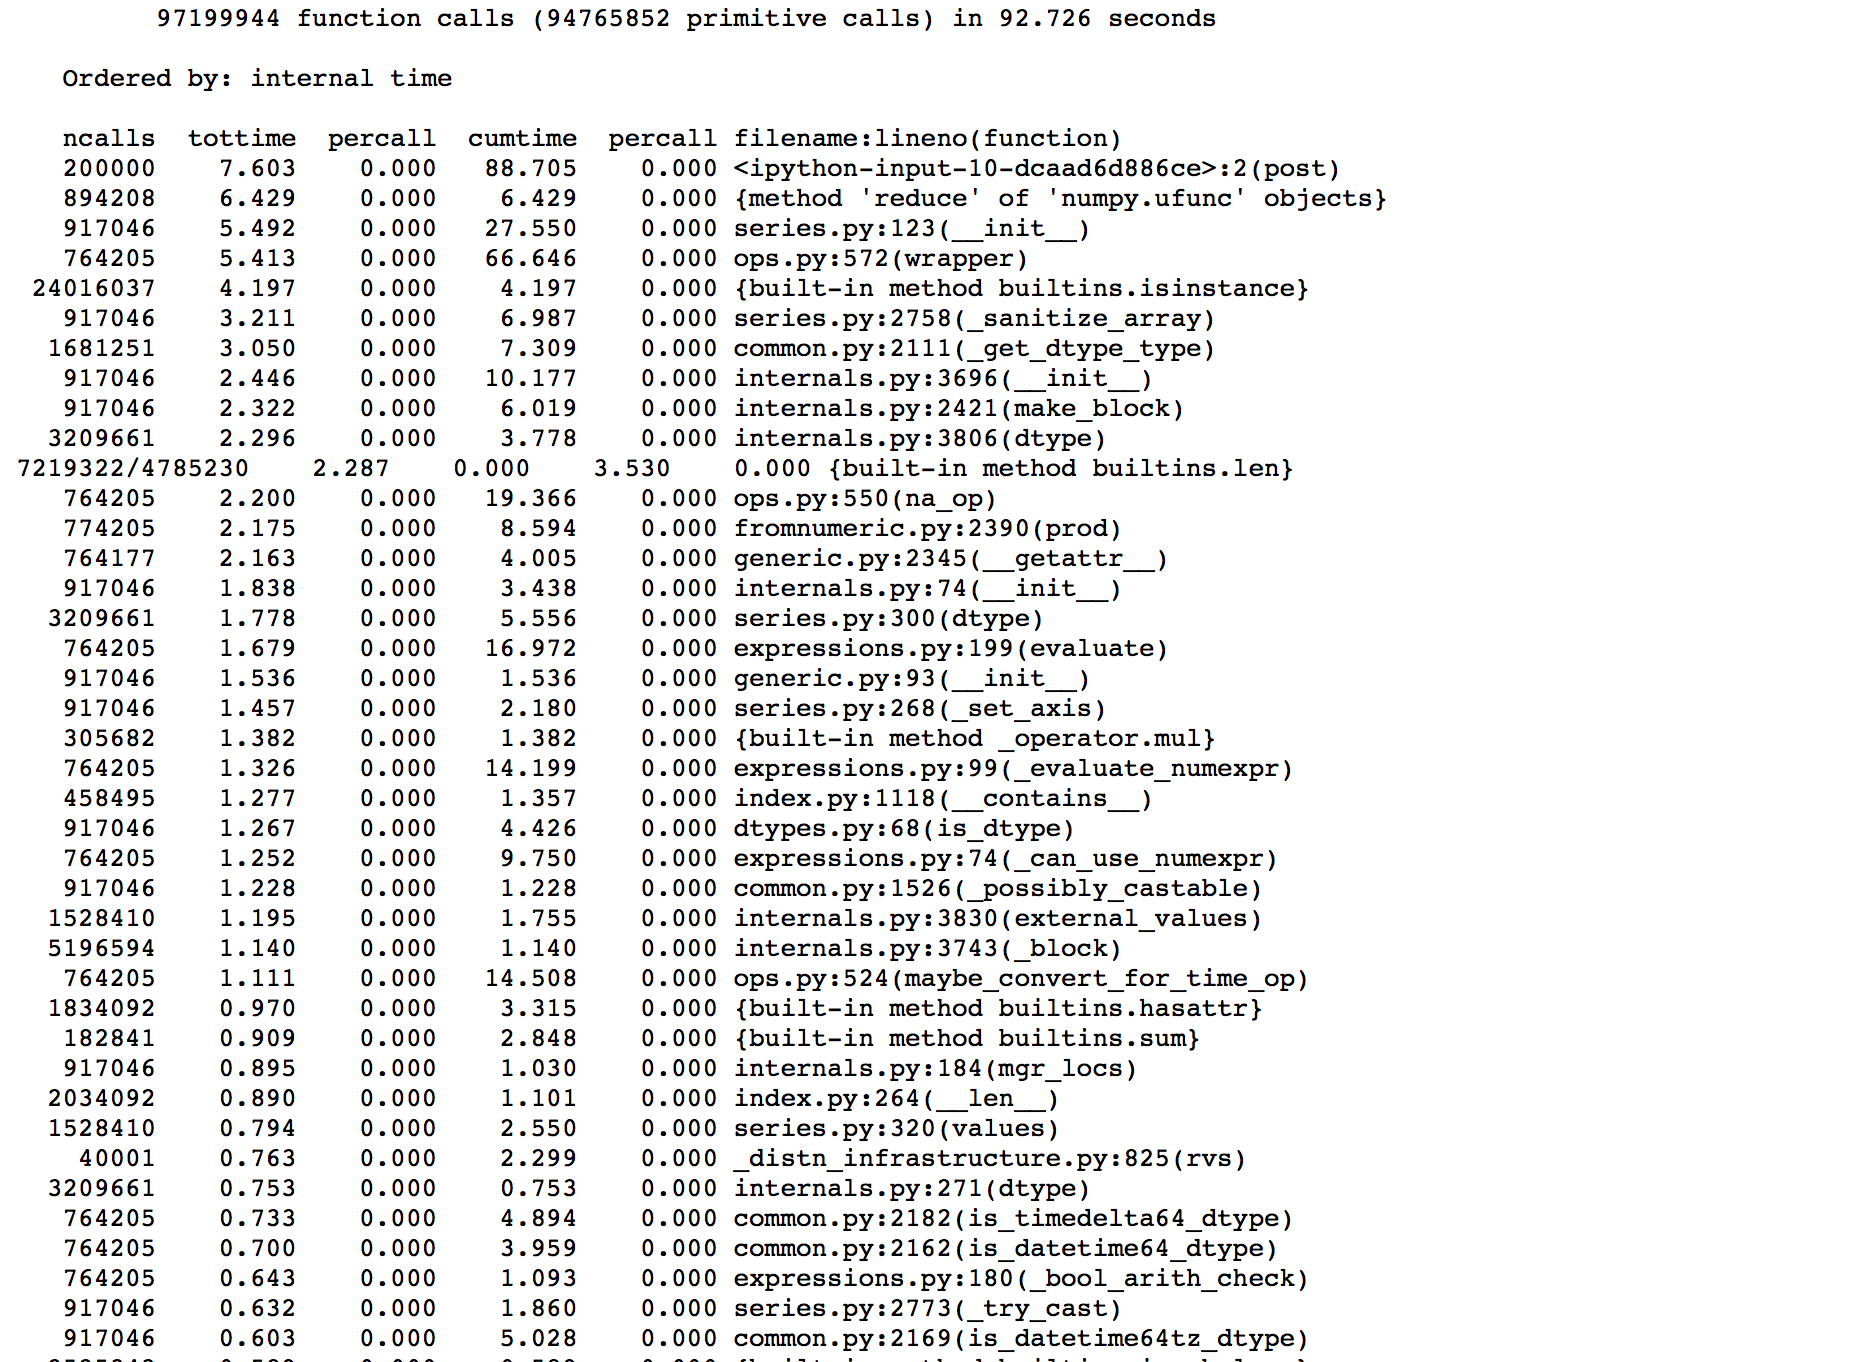 97199944 function calls (94765852 primitive calls) in 92.726 seconds
Ordered by: internal time
ncalls tottime percall cumtime percall filename:lineno(function)
200000 7.603 0.000 88.705 0.000 <ipython-input-10-dcaad6d886ce>:2(post)
894208 6.429 0.000 6.429 0.000 {method 'reduce' of 'numpy.ufunc' objects}
917046 5.492 0.000 27.550 0.000 series.py:123(__init__)
764205 5.413 0.000 66.646 0.000 ops.py:572(wrapper)
24016037 4.197 0.000 4.197 0.000 {built-in method builtins.isinstance}
917046 3.211 0.000 6.987 0.000 series.py:2758(_sanitize_array)
1681251 3.050 0.000 7.309 0.000 common.py:2111(_get_dtype_type)
917046 2.446 0.000 10.177 0.000 internals.py:3696(__init__)
917046 2.322 0.000 6.019 0.000 internals.py:2421(make_block)
3209661 2.296 0.000 3.778 0.000 internals.py:3806(dtype)
7219322/4785230 2.287 0.000 3.530 0.000 {built-in method builtins.len}
764205 2.200 0.000 19.366 0.000 ops.py:550(na_op)
774205 2.175 0.000 8.594 0.000 fromnumeric.py:2390(prod)
764177 2.163 0.000 4.005 0.000 generic.py:2345(__getattr__)
917046 1.838 0.000 3.438 0.000 internals.py:74(__init__)
3209661 1.778 0.000 5.556 0.000 series.py:300(dtype)
764205 1.679 0.000 16.972 0.000 expressions.py:199(evaluate)
917046 1.536 0.000 1.536 0.000 generic.py:93(__init__)
917046 1.457 0.000 2.180 0.000 series.py:268(_set_axis)
305682 1.382 0.000 1.382 0.000 {built-in method _operator.mul}
764205 1.326 0.000 14.199 0.000 expressions.py:99(_evaluate_numexpr)
458495 1.277 0.000 1.357 0.000 index.py:1118(__contains__)
917046 1.267 0.000 4.426 0.000 dtypes.py:68(is_dtype)
764205 1.252 0.000 9.750 0.000 expressions.py:74(_can_use_numexpr)
917046 1.228 0.000 1.228 0.000 common.py:1526(_possibly_castable)
1528410 1.195 0.000 1.755 0.000 internals.py:3830(external_values)
5196594 1.140 0.000 1.140 0.000 internals.py:3743(_block)
764205 1.111 0.000 14.508 0.000 ops.py:524(maybe_convert_for_time_op)
1834092 0.970 0.000 3.315 0.000 {built-in method builtins.hasattr}
182841 0.909 0.000 2.848 0.000 {built-in method builtins.sum}
917046 0.895 0.000 1.030 0.000 internals.py:184(mgr_locs)
2034092 0.890 0.000 1.101 0.000 index.py:264(__len__)
1528410 0.794 0.000 2.550 0.000 series.py:320(values)
40001 0.763 0.000 2.299 0.000 _distn_infrastructure.py:825(rvs)
3209661 0.753 0.000 0.753 0.000 internals.py:271(dtype)
764205 0.733 0.000 4.894 0.000 common.py:2182(is_timedelta64_dtype)
764205 0.700 0.000 3.959 0.000 common.py:2162(is_datetime64_dtype)
764205 0.643 0.000 1.093 0.000 expressions.py:180(_bool_arith_check)
917046 0.632 0.000 1.860 0.000 series.py:2773(_try_cast)
917046 0.603 0.000 5.028 0.000 common.py:2169(is_datetime64tz_dtype)